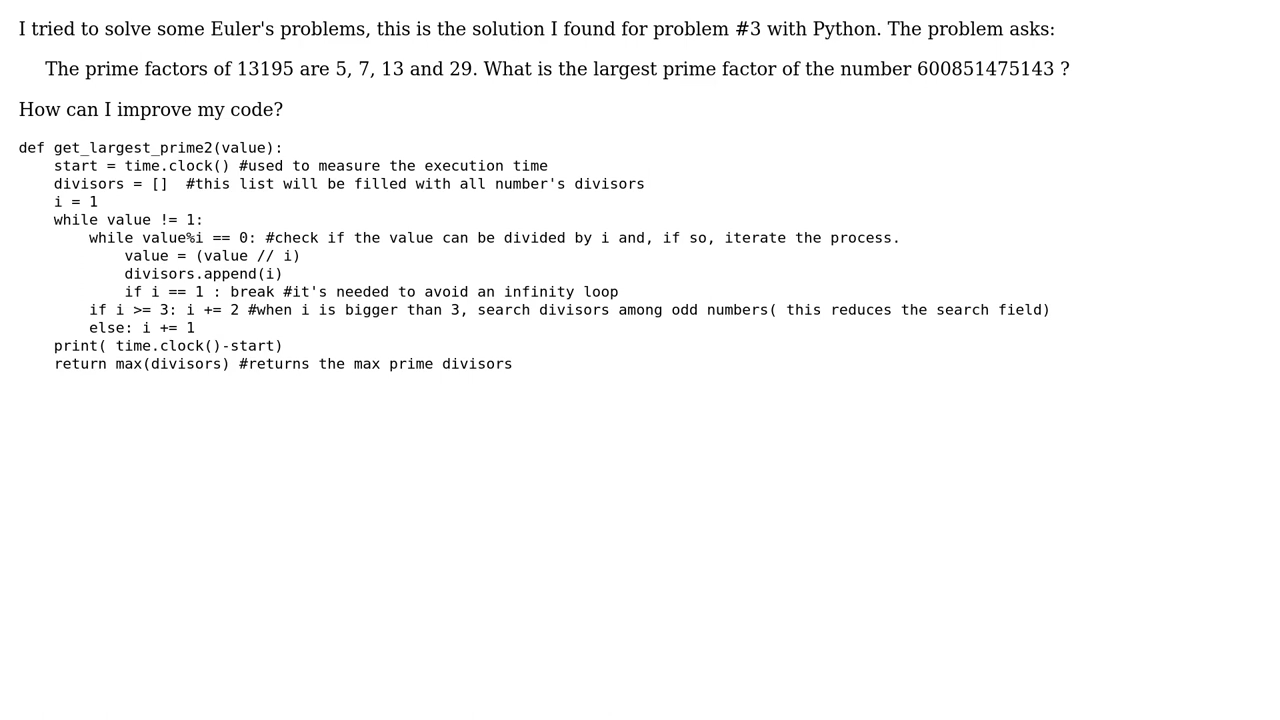 I tried to solve some Euler's problems, this is the solution I found for problem #3 with Python. The problem asks:
The prime factors of 13195 are 5, 7, 13 and 29. What is the largest prime factor of the number 600851475143 ?
How can I improve my code?
def get_largest_prime2(value):
    start = time.clock() #used to measure the execution time
    divisors = []  #this list will be filled with all number's divisors
    i = 1
    while value != 1:
        while value%i == 0: #check if the value can be divided by i and, if so, iterate the process.
            value = (value // i)
            divisors.append(i)
            if i == 1 : break #it's needed to avoid an infinity loop
        if i >= 3: i += 2 #when i is bigger than 3, search divisors among odd numbers( this reduces the search field)
        else: i += 1
    print( time.clock()-start)
    return max(divisors) #returns the max prime divisors